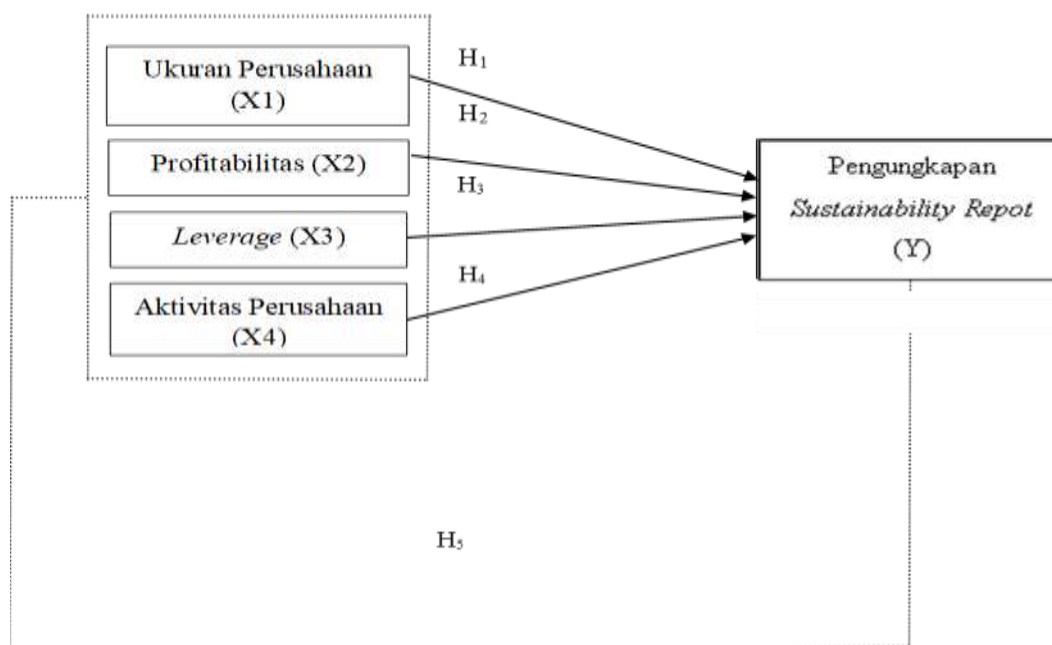 Ukuran Perusahaan
(X1)
Profitabilitas (X2)
Leverage (X3)
Aktivitas Perusahaan
(X4)
H₁
H₂
H₃
H₄
Pengungkapan
Sustainability Repot
(Y)
H₅